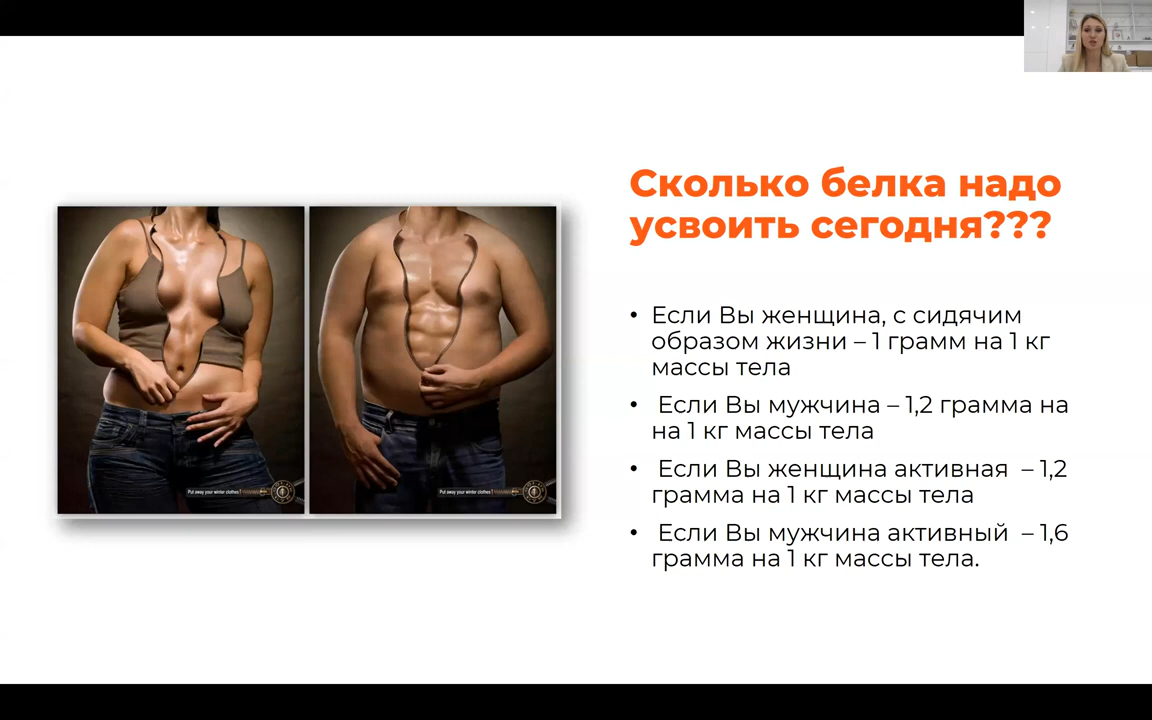 Сколько белка надо
усвоить сегодня???
• Если Вы женщина, с сидячим
образом жизни – 1 грамм на 1 кг
массы тела
• Если Вы мужчина – 1,2 грамма на
на 1 кг массы тела
• Если Вы женщина активная – 1,2
грамма на 1 кг массы тела
• Если Вы мужчина активный – 1,6
грамма на 1 кг массы тела.
Put away your winter clothes!
Put away your winter clothes!